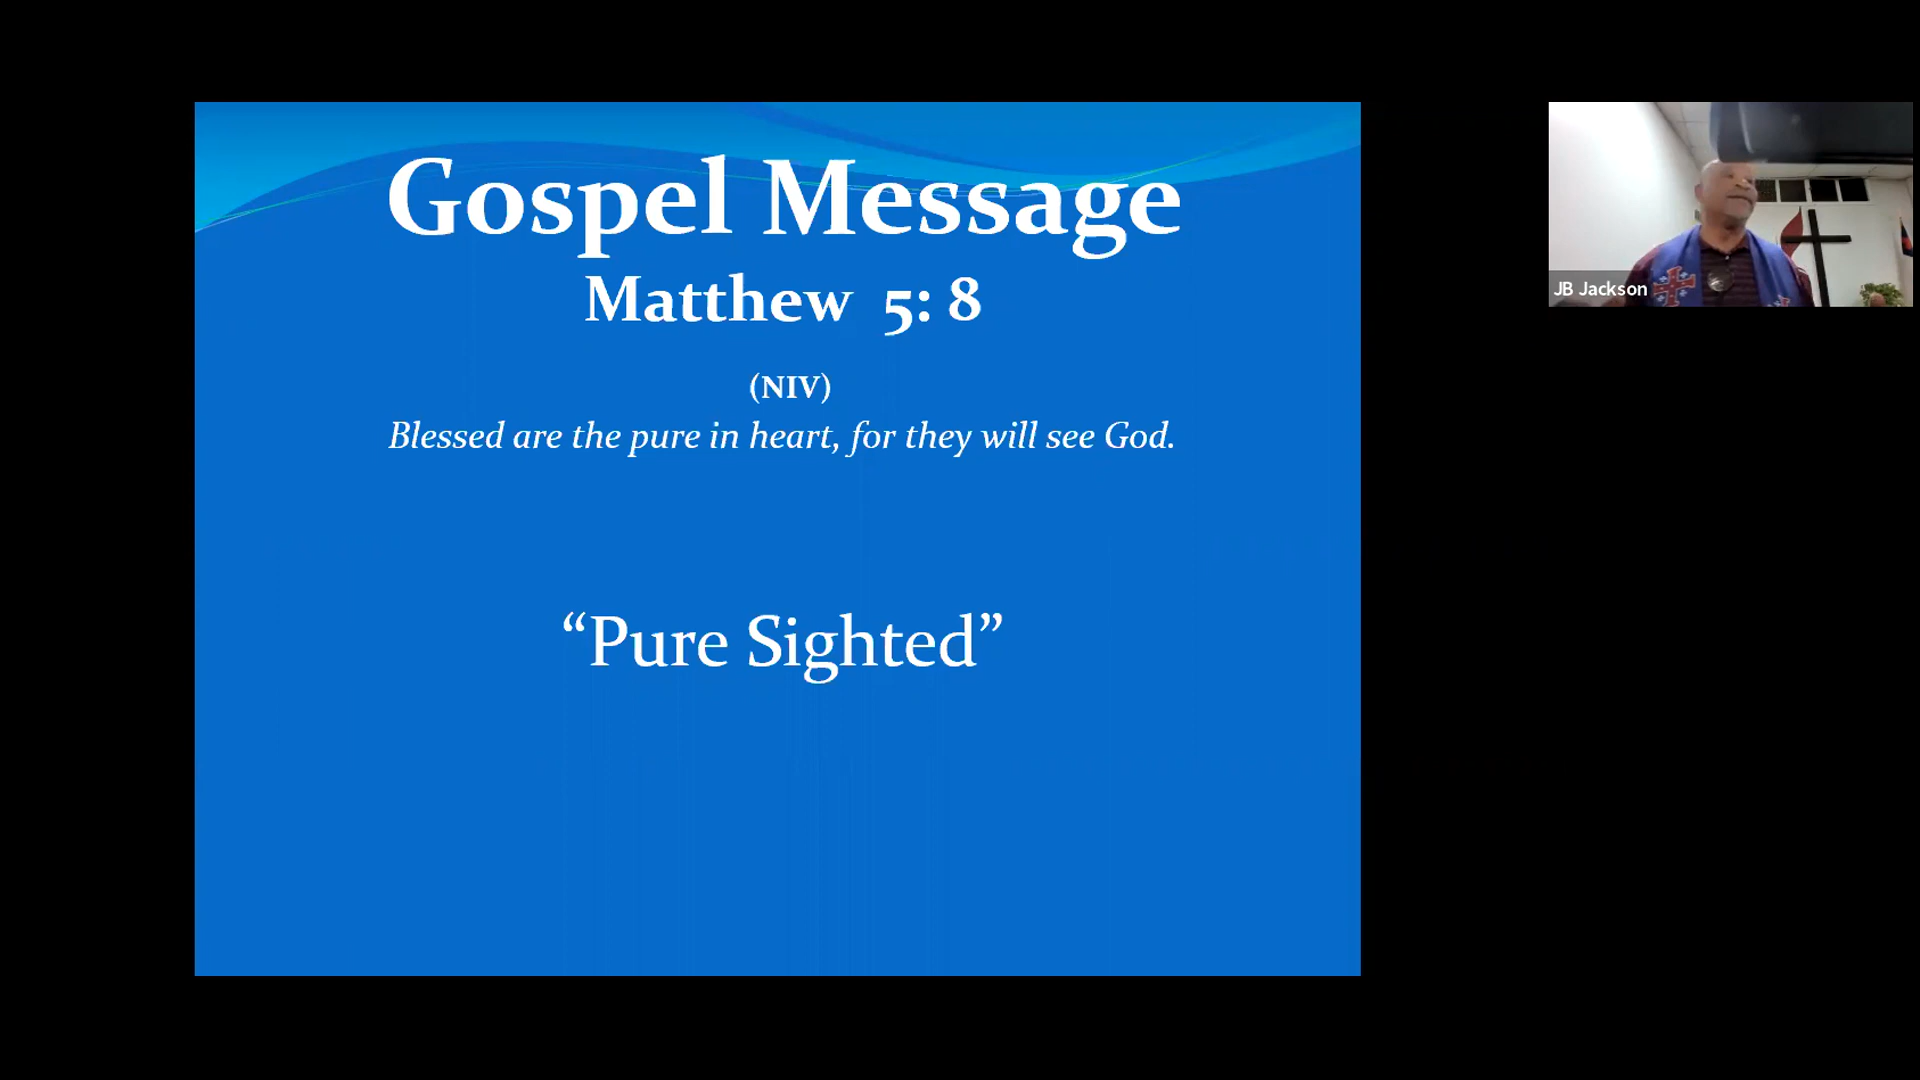 Gospel Message
Matthew 5: 8
(NIV)
Blessed are the pure in heart, for they will see God.
“Pure Sighted”
JB Jackson